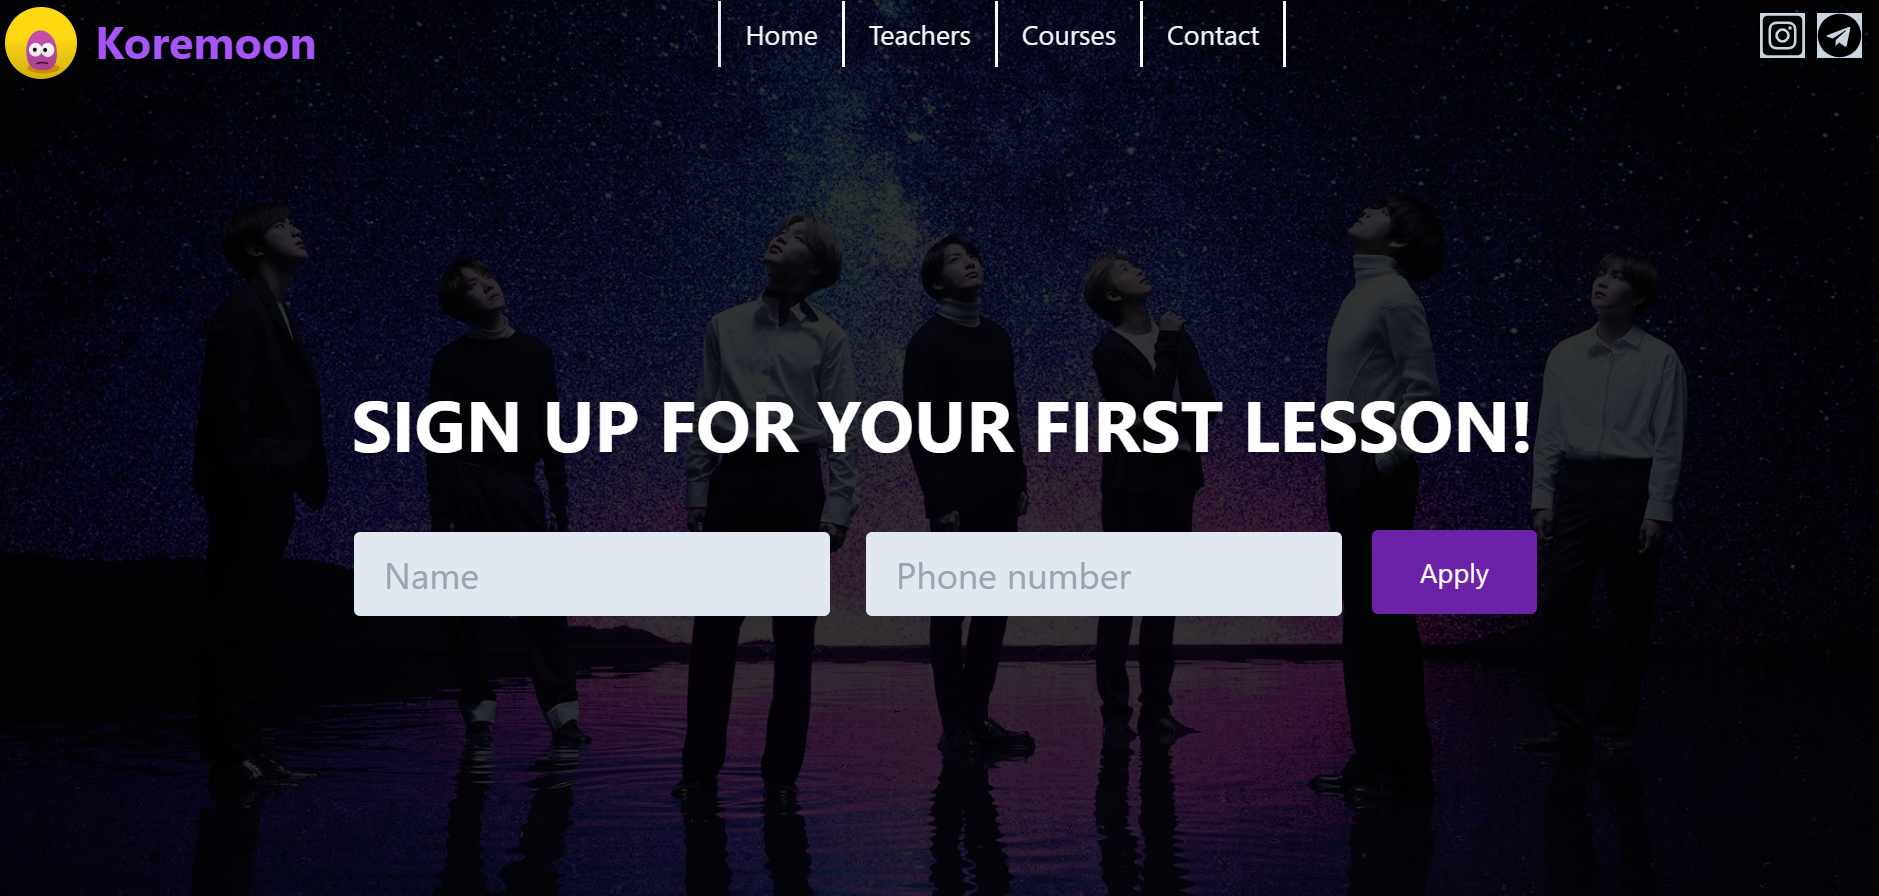 Koremoon
Home
Teachers
Courses
Contact
SIGN UP FOR YOUR FIRST LESSON!
Name
Phone number
Apply